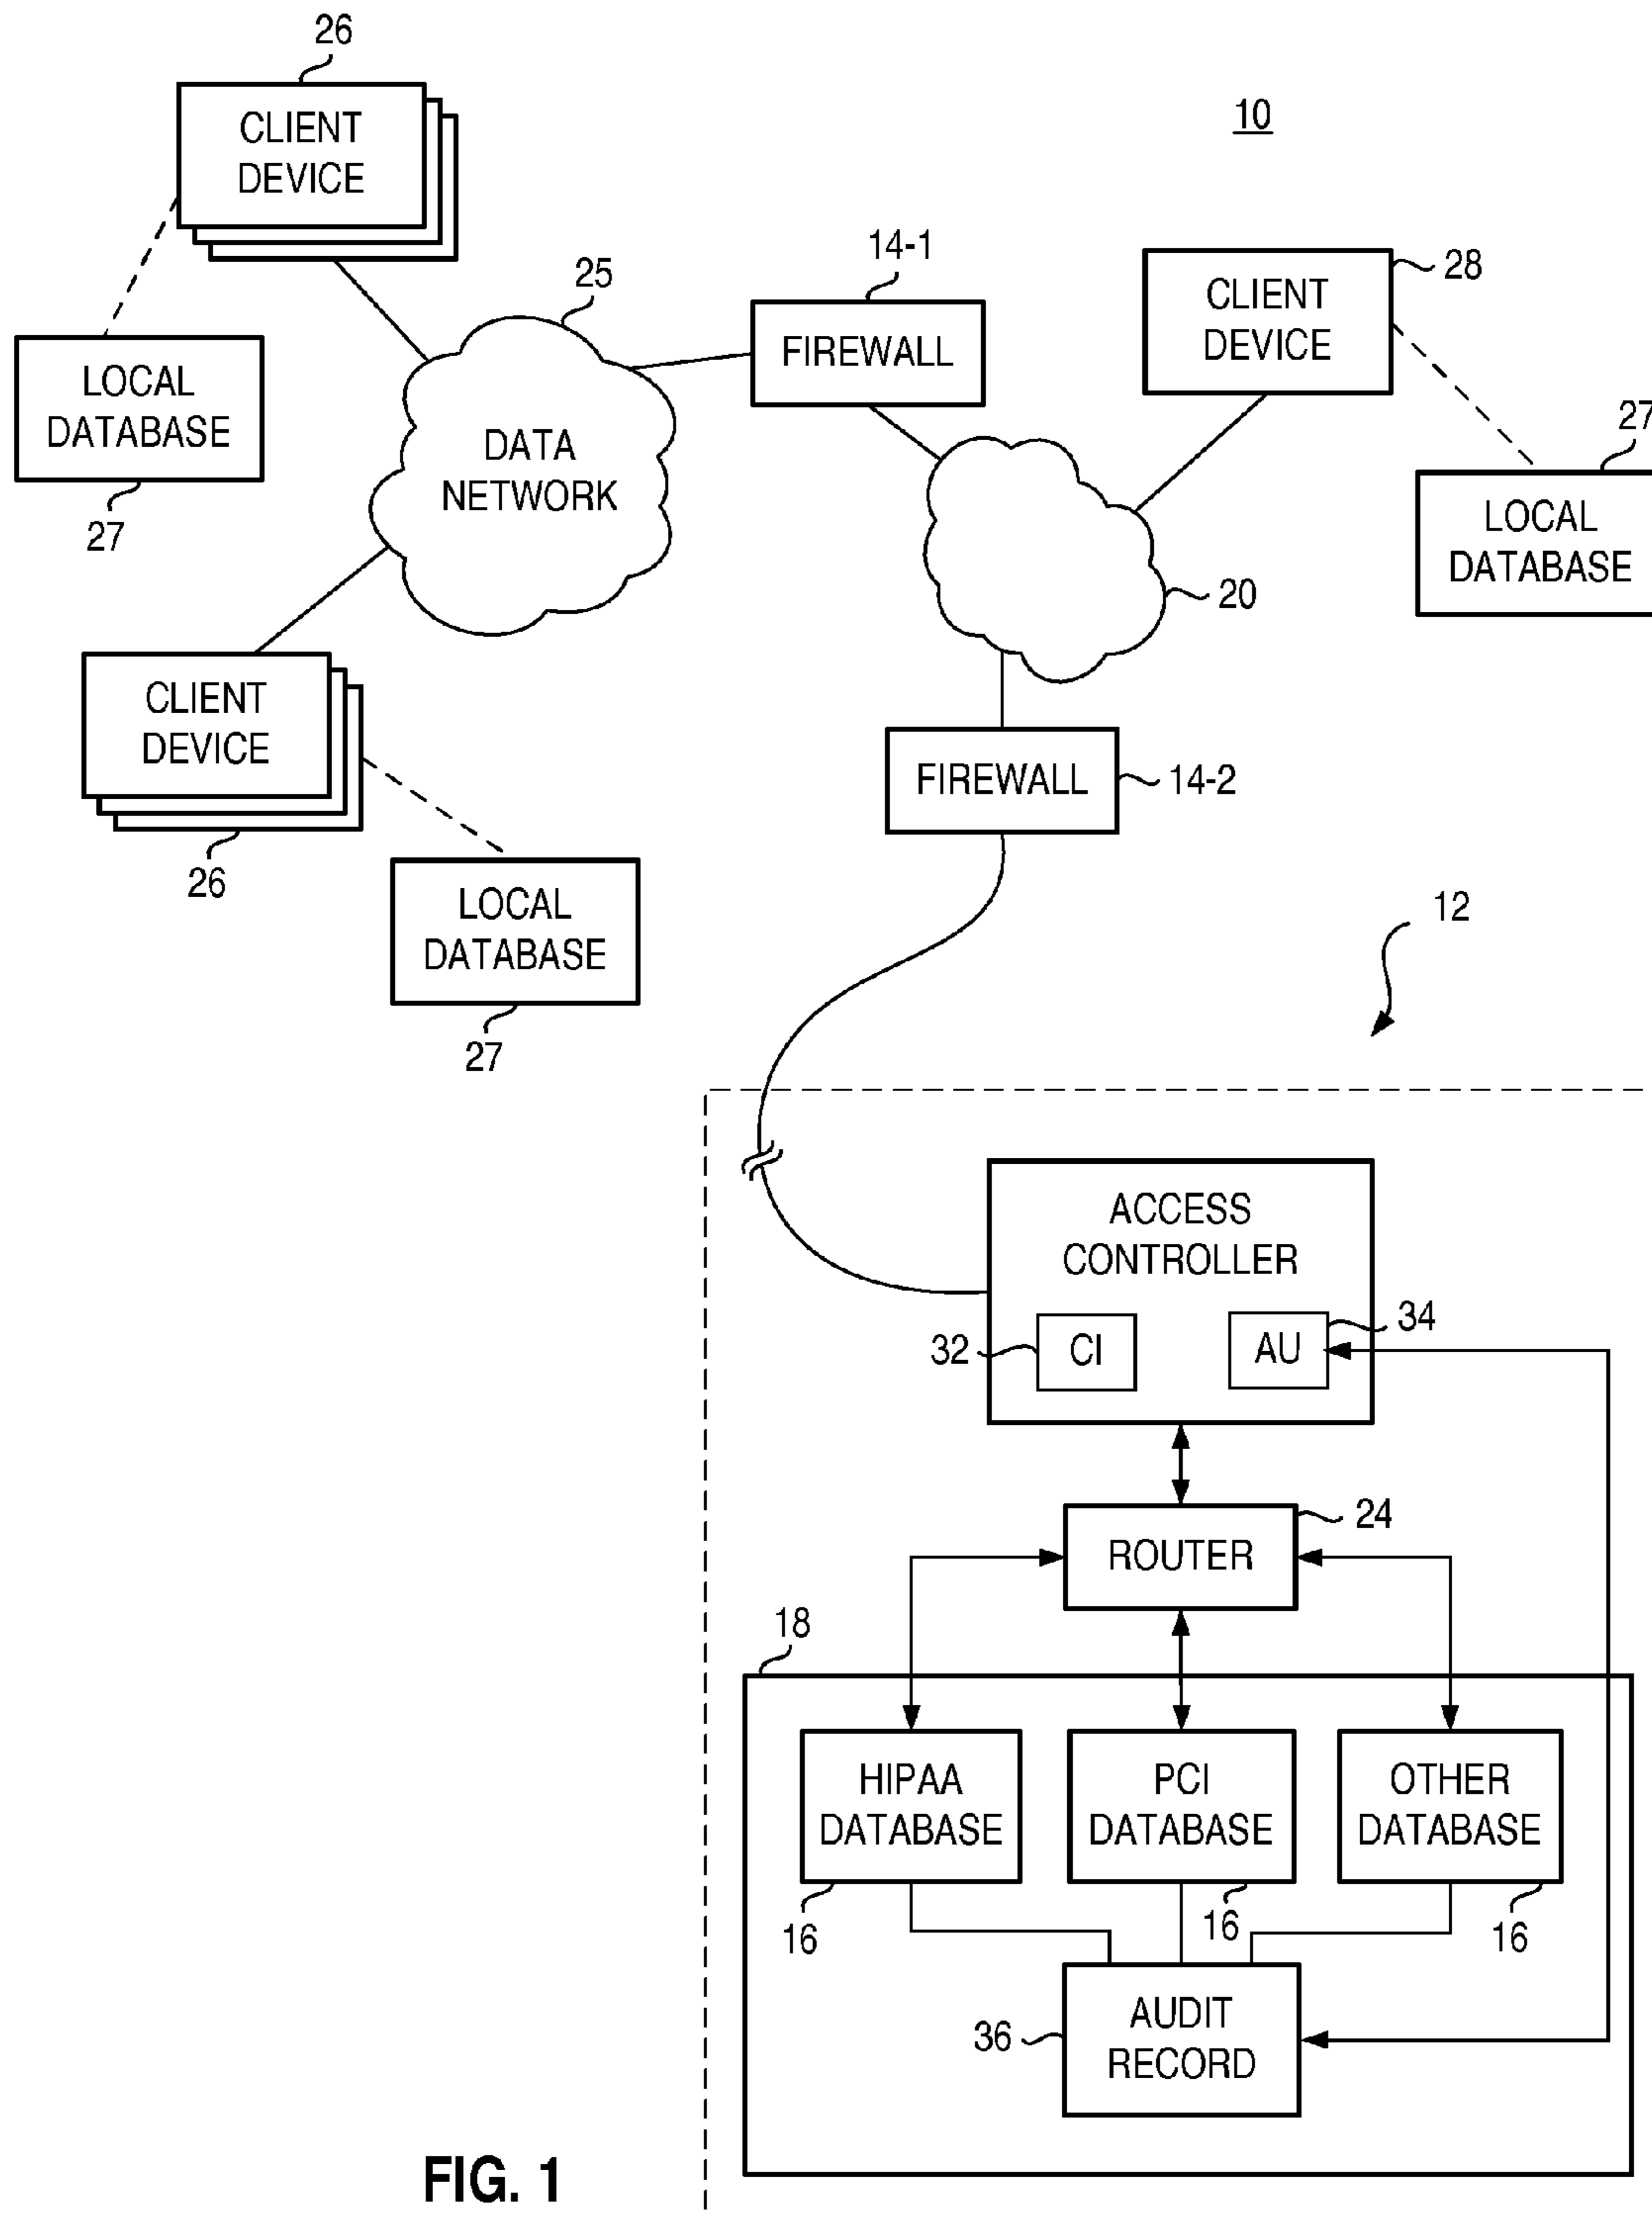 26
CLIENT
DEVICE
10
14-1
25
28
CLIENT
DEVICE
FIREWALL
LOCAL
DATABASE
27
DATA
NETWORK
27
LOCAL
DATABASE
20
CLIENT
DEVICE
26
FIREWALL
14-2
LOCAL
DATABASE
27
12
ACCESS
CONTROLLER
32
CI
AU
34
24
ROUTER
18
HIPAA
DATABASE
PCI
DATABASE
OTHER
DATABASE
16
16
16
36
AUDIT
RECORD
FIG. 1